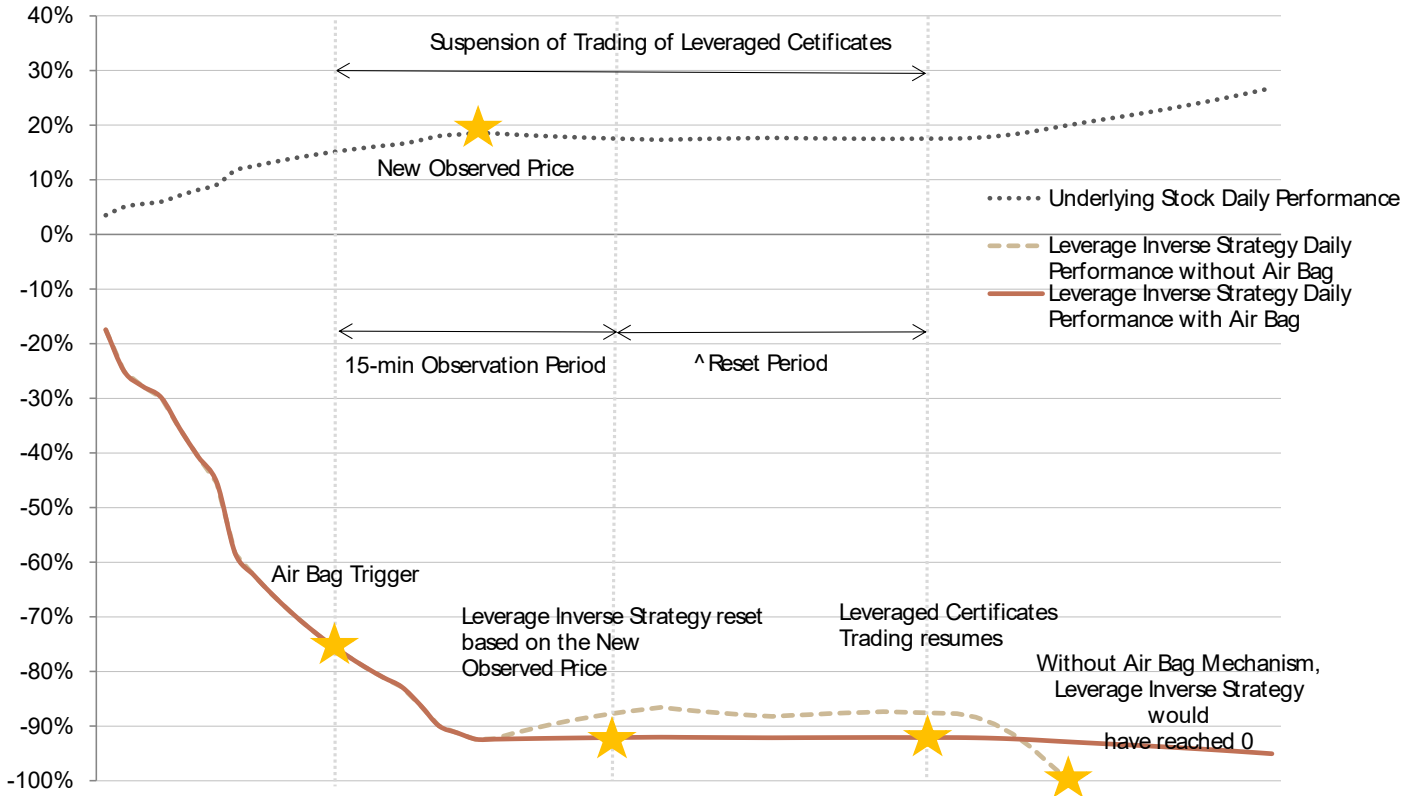 40%
Suspension of Trading of Leveraged Cetificates
30%
20%
New Observed Price
10%
Underlying Stock Daily Performance
0%
Leverage Inverse Strategy Daily
Performance without Air Bag
Leverage Inverse Strategy Daily
Performance with Air Bag
-10%
-20%
15-min Observation Period
^ Reset Period
-30%
-40%
-50%
-60%
Air Bag Trigger
-70%
Leverage Inverse Strategy reset
based on the New
Observed Price
Leveraged Certificates
Trading resumes
-80%
Without Air Bag Mechanism,
Leverage Inverse Strategy
would
have reached 0
-90%
-100%